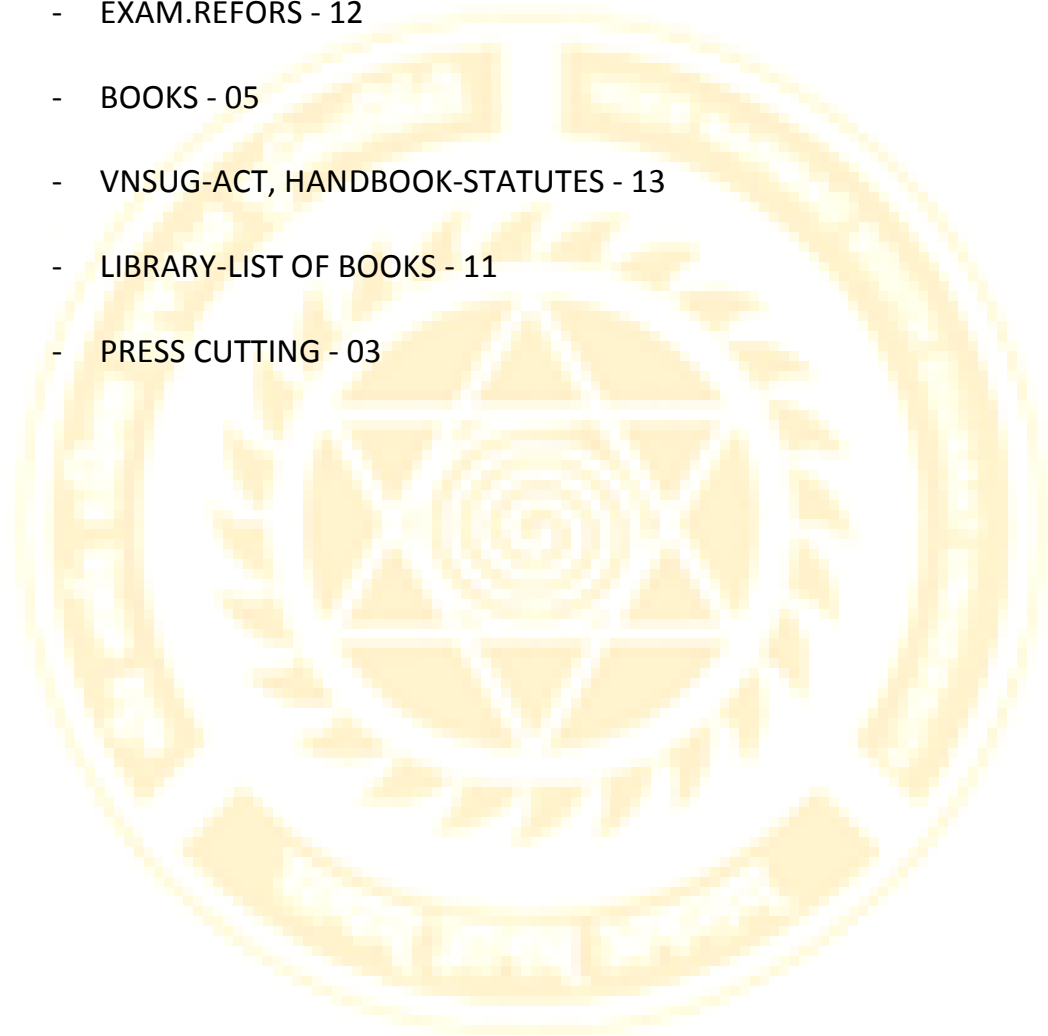 - EXAM.REFORS - 12
- BOOKS - 05
- VNSUG-ACT, HANDBOOK-STATUTES - 13
- LIBRARY-LIST OF BOOKS - 11
- PRESS CUTTING - 03